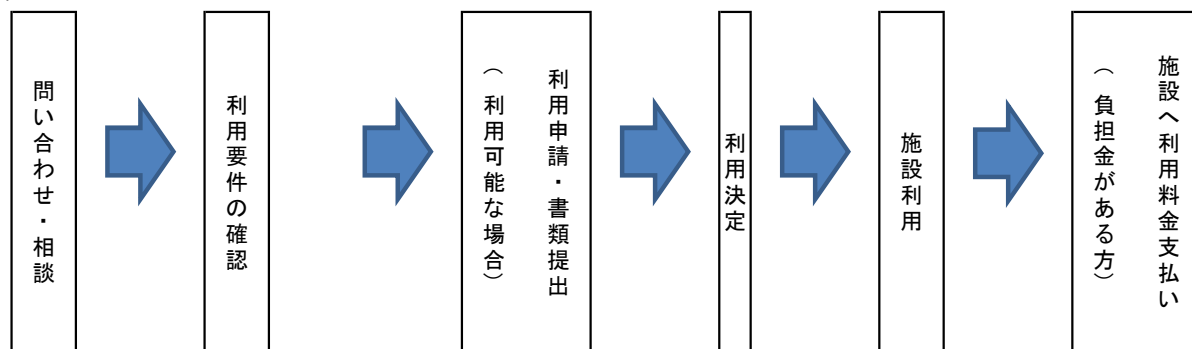 問い合わせ・相談
利用要件の確認
利用申請・書類提出
(利用可能な場合)
利用決定
施設利用
施設へ利用料金支払い
(負担金がある方)